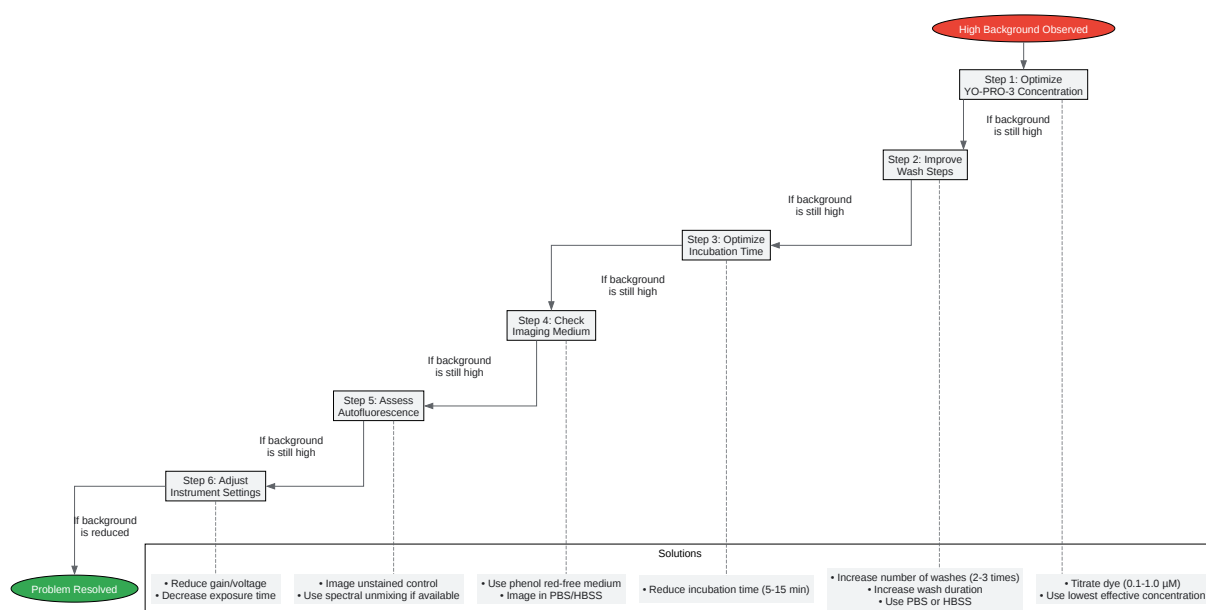 High Background Observed
Step 1: Optimize
YO-PRO-3 Concentration
If background
is still high
Step 2: Improve
Wash Steps
If background
is still high
Step 3: Optimize
Incubation Time
If background
is still high
Step 4: Check
Imaging Medium
If background
is still high
Step 5: Assess
Autofluorescence
If background
is still high
Step 6: Adjust
Instrument Settings
If background
is reduced
Problem Resolved
Solutions
• Reduce gain/voltage
• Decrease exposure time
• Image unstained control
• Use spectral unmixing if available
• Use phenol red-free medium
• Image in PBS/HBSS
• Reduce incubation time (5-15 min)
• Increase number of washes (2-3 times)
• Increase wash duration
• Use PBS or HBSS
• Titrate dye (0.1-1.0 µM)
• Use lowest effective concentration